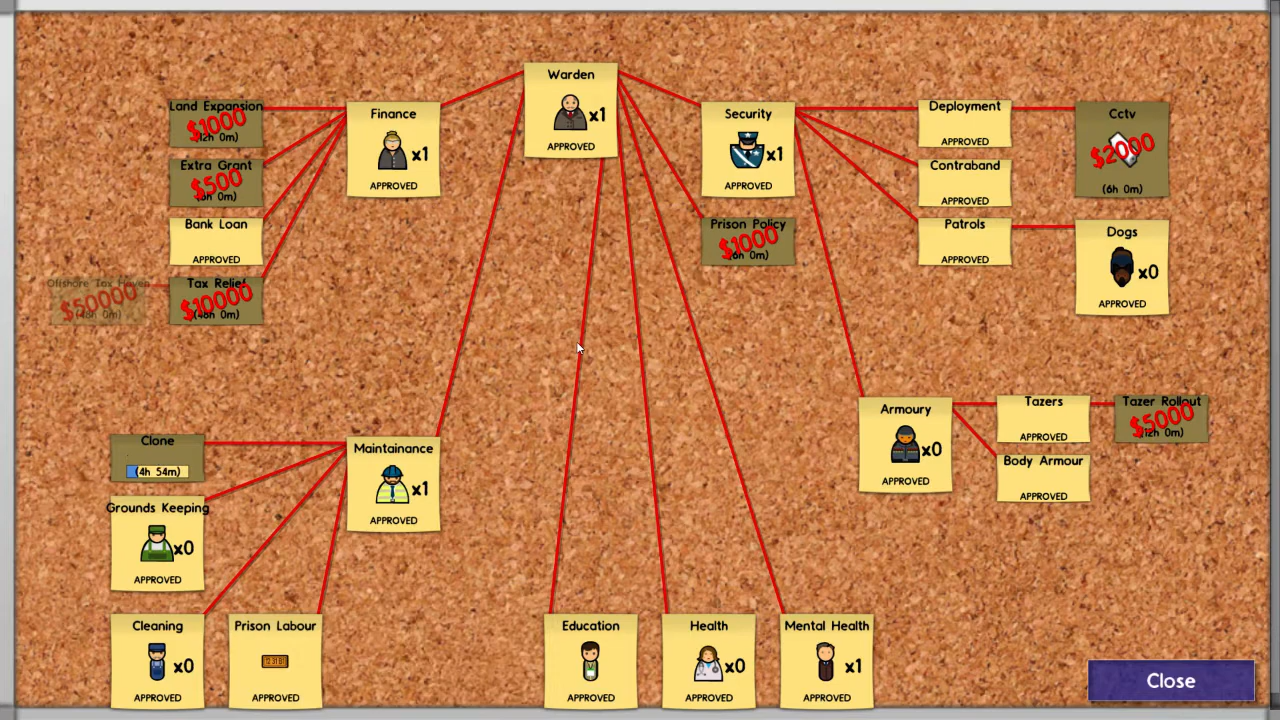 Warden
x1
APPROVED
Finance
x1
APPROVED
Land Expansion
$1000
(12h 0m)
Extra Grant
$500
0m)
Bank Loan
APPROVED
Tax Relief
$10000
0m)
Offshore Tax Haven
$50000
0m)
Security
x1
APPROVED
Prison Policy
$1000
0m)
Deployment
APPROVED
Contraband
APPROVED
Patrols
APPROVED
Cctv
$2000
(6h 0m)
Dogs
x0
APPROVED
Armoury
x0
APPROVED
Tazers
APPROVED
Tazer Rollout
$5000
(12h 0m)
Body Armour
APPROVED
Maintainance
x1
APPROVED
Clone
(4h 54m)
Grounds Keeping
x0
APPROVED
Cleaning
x0
APPROVED
Prison Labour
APPROVED
Education
APPROVED
Health
x0
APPROVED
Mental Health
x1
APPROVED
Close